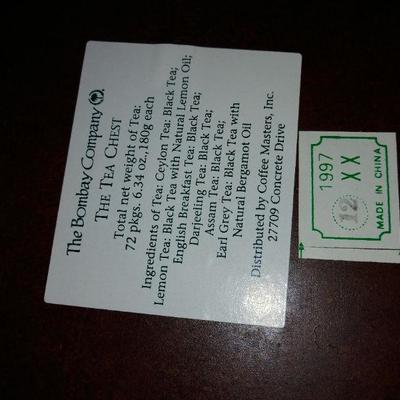 The Bombay Company
THE TEA CHEST
Total net weight of Tea:
72 pkgs. 6.34 oz.,180g each
Ingredients of Tea: Ceylon Tea: Black Tea;
Lemon Tea: Black Tea with Natural Lemon Oil;
English Breakfast Tea: Black Tea;
Darjeeling Tea: Black Tea;
Assam Tea: Black Tea;
Earl Grey Tea: Black Tea with
Natural Bergamot Oil
Distributed by Coffee Masters, Inc.
27709 Concrete Drive
1997
XX
12
MADE IN CHINA